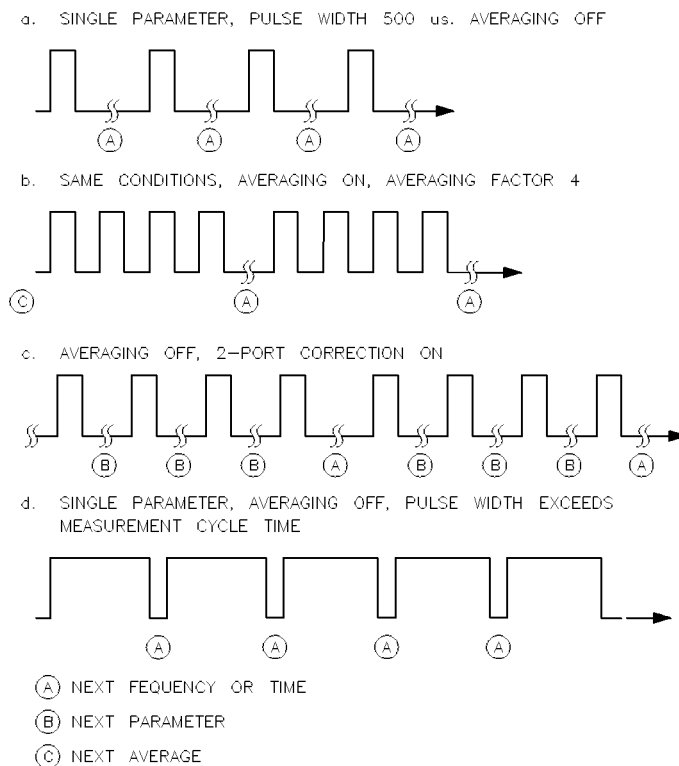 a. SINGLE PARAMETER, PULSE WIDTH 500 us. AVERAGING OFF
A A A A
b. SAME CONDITIONS, AVERAGING ON, AVERAGING FACTOR 4
C A A
c. AVERAGING OFF, 2-PORT CORRECTION ON
B B B A B B B A
d. SINGLE PARAMETER, AVERAGING OFF, PULSE WIDTH EXCEEDS
MEASUREMENT CYCLE TIME
A A A A
A NEXT FEQUENCY OR TIME
B NEXT PARAMETER
C NEXT AVERAGE